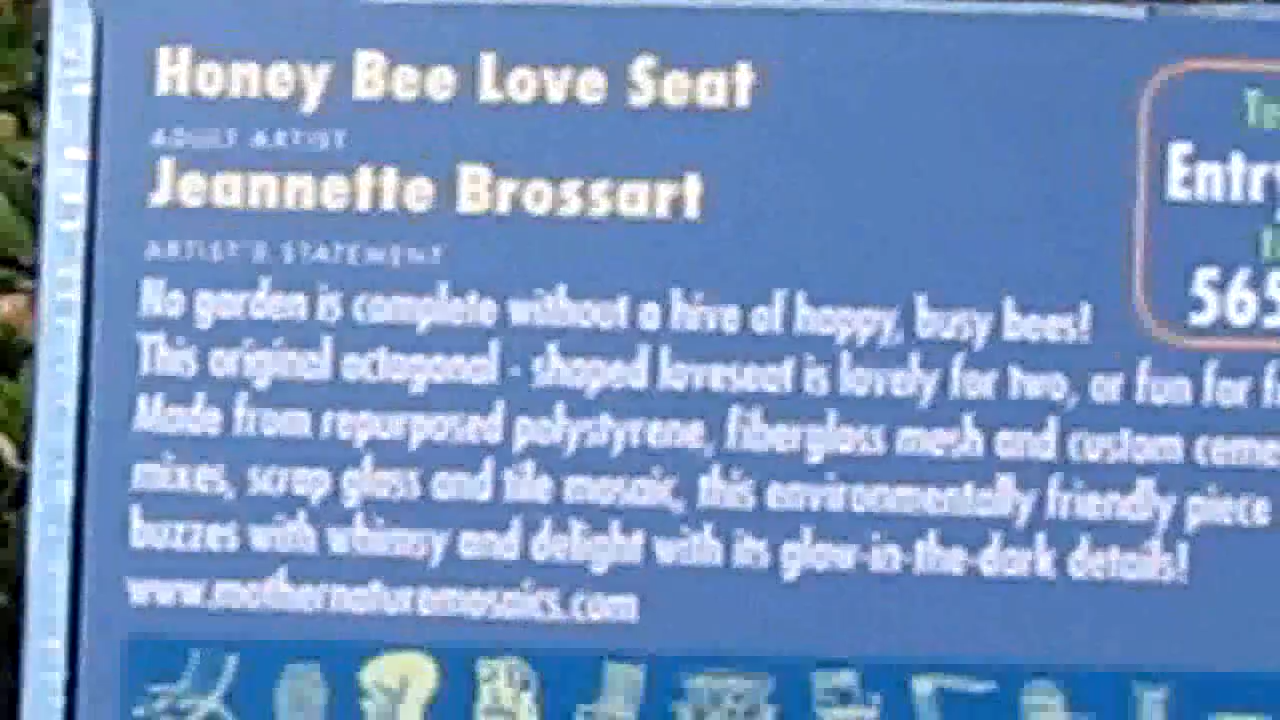 Honey Bee Love Seat
ADULT ARTIST
Jeannette Brossart
ARTIST'S STATEMENT
No garden is complete without a hive of happy, busy bees!
This original octagonal - shaped loveseat is lovely for two, or fun for
Made from repurposed polystyrene, fiberglass mesh and custom
mixes, scrap glass and tile mosaic, this environmentally friendly piece
buzzes with whimsy and delight with its glow-in-the-dark details!
www.mothernaturemosaics.com
Entry
565